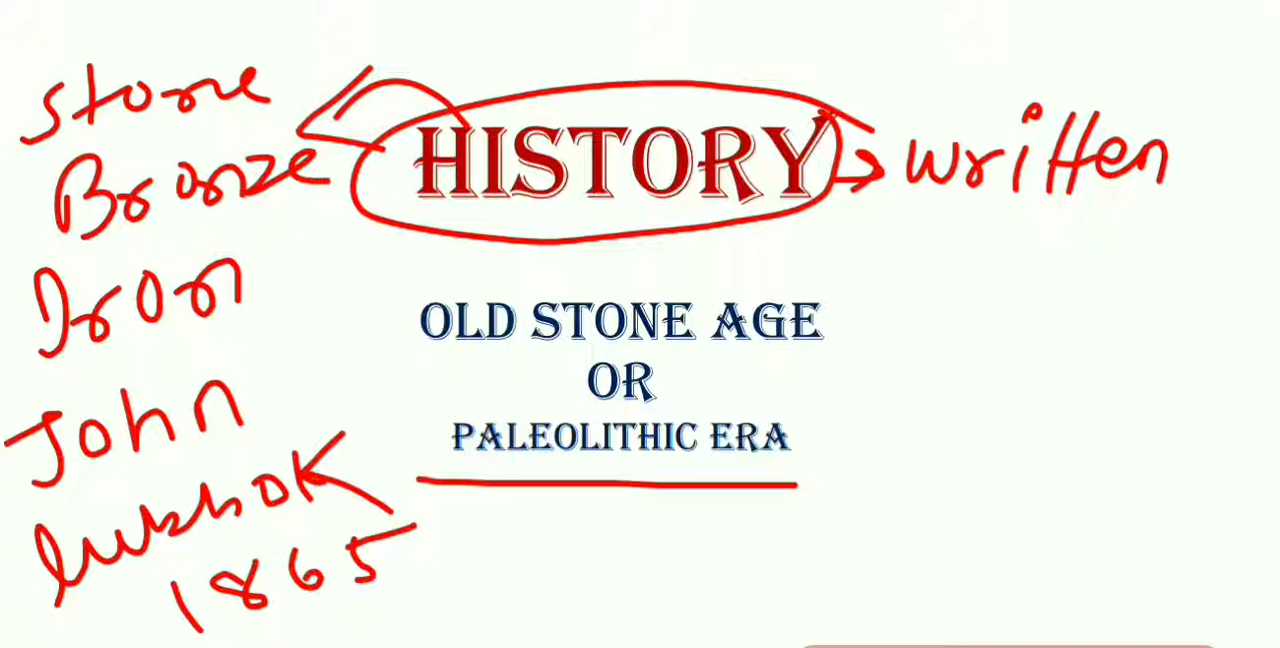 Stone
Bronze
Iron
HISTORY
written
OLD STONE AGE
OR
PALEOLITHIC ERA
John
lubbok
1865